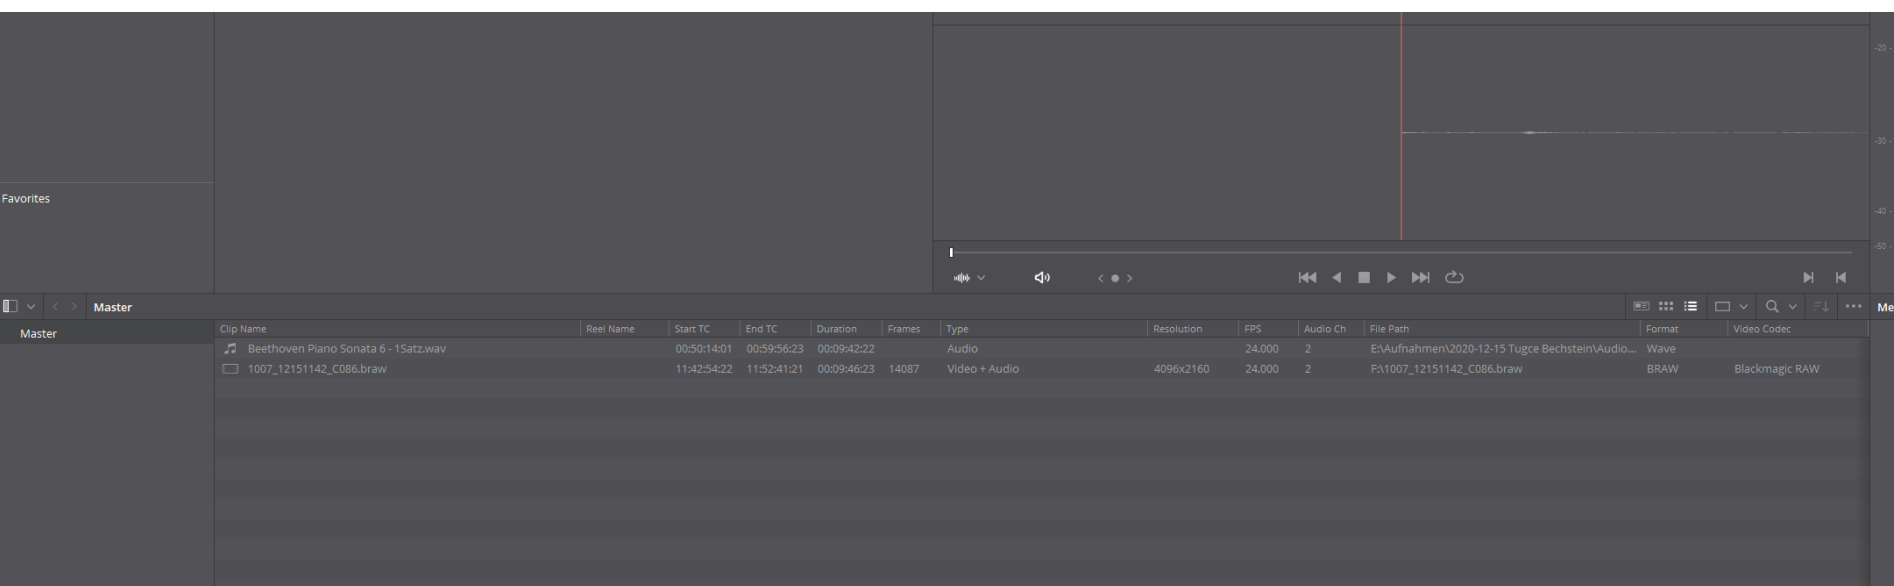 -20 -
-30 -
Favorites
-40 -
-50 -
Master Me
Master
Clip Name Reel Name Start TC End TC Duration Frames Type Resolution FPS Audio Ch File Path Format Video Codec
Beethoven Piano Sonata 6 - 1Satz.wav 00:50:14:01 00:59:56:23 00:09:42:22 Audio 24.000 2 E:\Aufnahmen\2020-12-15 Tugce Bechstein\Audio... Wave
1007_12151142_C086.braw 11:42:54:22 11:52:41:21 00:09:46:23 14087 Video + Audio 4096x2160 24.000 2 F:\1007_12151142_C086.braw BRAW Blackmagic RAW